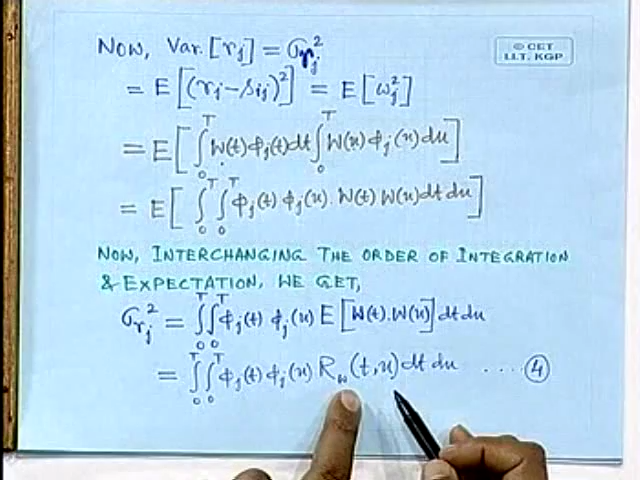 Now, Var.[rj] = σrj²
© CET
I.I.T. KGP
= E[(rj - sij)²] = E[wj²]
= E[∫₀ᵀ W(t)φj(t)dt ∫₀ᵀ W(u)φj(u)du]
= E[∫₀ᵀ∫₀ᵀ φj(t) φj(u). W(t) W(u) dt du]
NOW, INTERCHANGING THE ORDER OF INTEGRATION
& EXPECTATION, WE GET,
σrj² = ∫₀ᵀ∫₀ᵀ φj(t) φj(u) E[W(t). W(u)] dt du
= ∫₀ᵀ∫₀ᵀ φj(t) φj(u) Rw(t,u) dt du .... ④